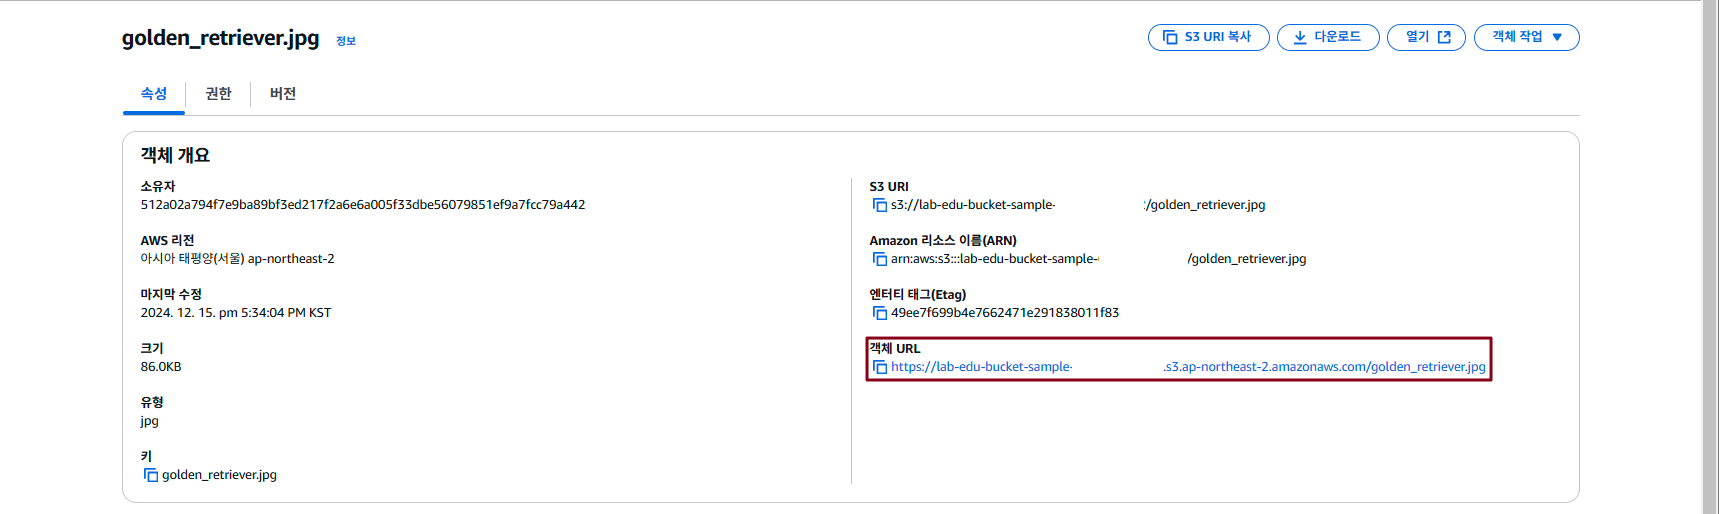 golden_retriever.jpg 정보
S3 URI 복사 다운로드 열기 객체 작업
속성 권한 버전
객체 개요
소유자
512a02a794f7e9ba89bf3ed217f2a6e6a005f33dbe56079851ef9a7fcc79a442
AWS 리전
아시아 태평양(서울) ap-northeast-2
마지막 수정
2024. 12. 15. pm 5:34:04 PM KST
크기
86.0KB
유형
jpg
키
golden_retriever.jpg
S3 URI
s3://lab-edu-bucket-sample- /golden_retriever.jpg
Amazon 리소스 이름(ARN)
arn:aws:s3:::lab-edu-bucket-sample- /golden_retriever.jpg
엔터티 태그(Etag)
49ee7f699b4e7662471e291838011f83
객체 URL
https://lab-edu-bucket-sample- .s3.ap-northeast-2.amazonaws.com/golden_retriever.jpg